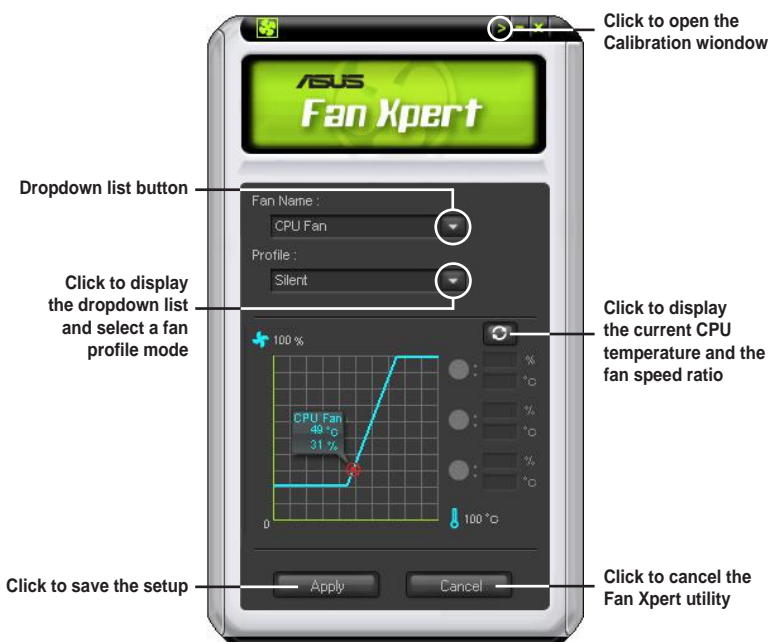 Click to open the
Calibration wiondow
ASUS
Fan Xpert
Dropdown list button
Fan Name :
CPU Fan
Profile :
Silent
Click to display
the dropdown list
and select a fan
profile mode
Click to display
the current CPU
temperature and the
fan speed ratio
100 %
CPU Fan
49 °C
31 %
: %
°C
: %
°C
: %
°C
0
100 °C
Click to save the setup
Apply
Cancel
Click to cancel the
Fan Xpert utility